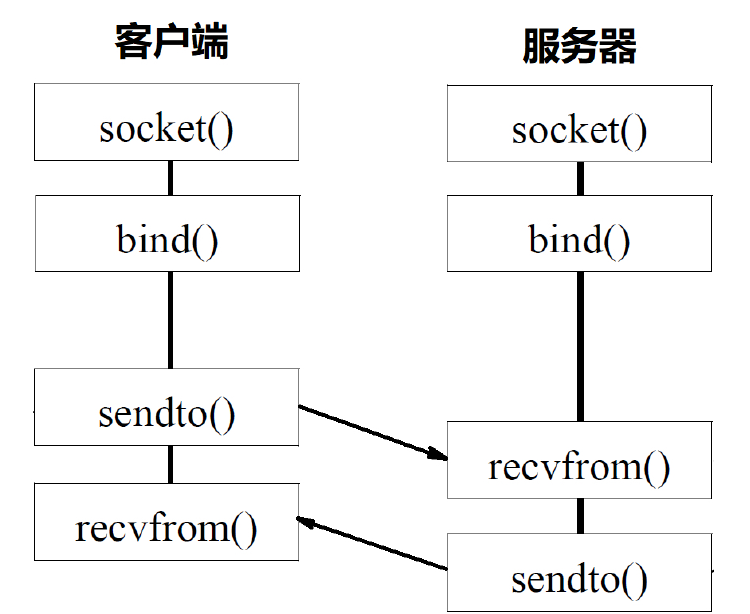 客户端
socket()
bind()
sendto()
recvfrom()
服务器
socket()
bind()
recvfrom()
sendto()